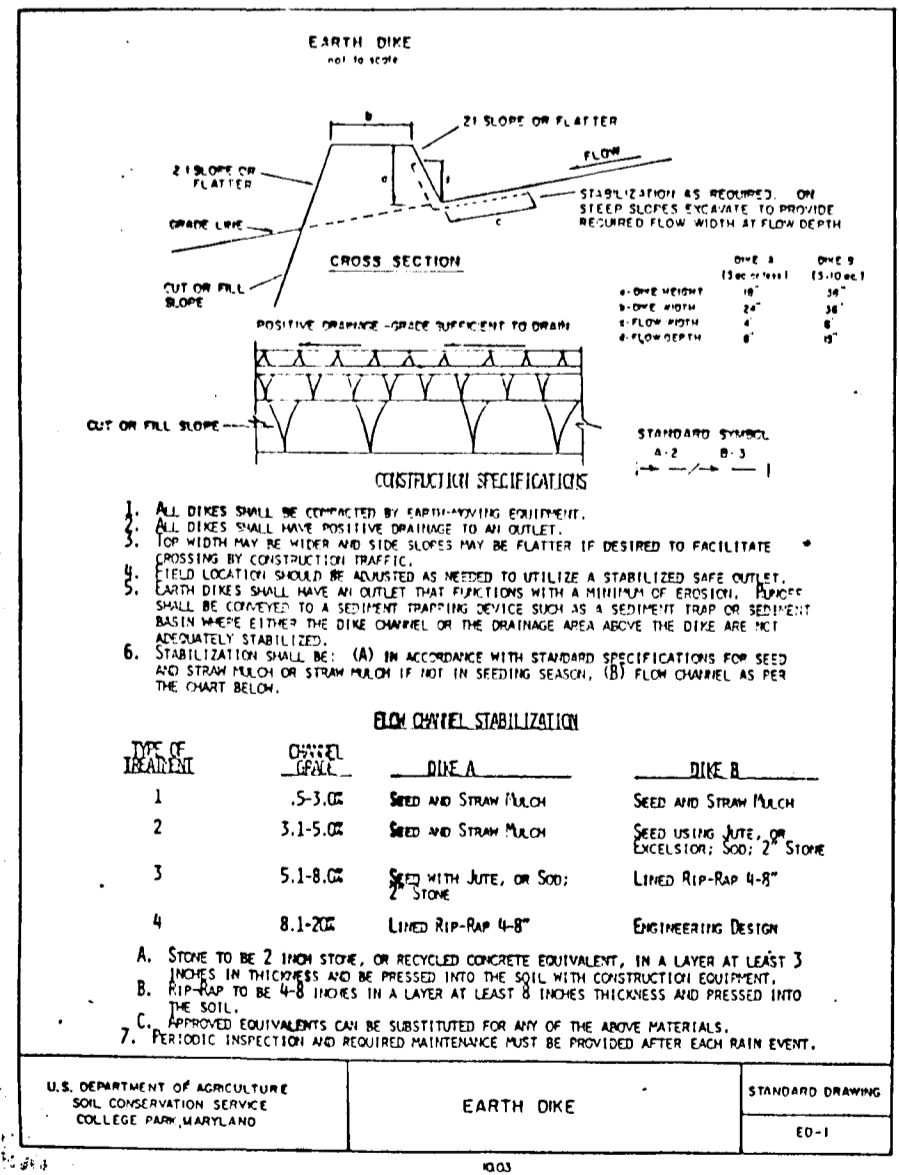 EARTH DIKE
not to scale
b
2:1 SLOPE OR FLATTER
FLOW
2:1 SLOPE OR
FLATTER
a
STABILIZATION AS REQUIRED. ON
STEEP SLOPES EXCAVATE TO PROVIDE
REQUIRED FLOW WIDTH AT FLOW DEPTH
c
GRADE LINE
CROSS SECTION
CUT OR FILL
SLOPE
DIKE A DIKE B
(5 ac. or less) (5-10 ac.)
a-DIKE HEIGHT 18" 36"
b-DIKE WIDTH 24" 36"
c-FLOW WIDTH 4' 6'
d-FLOW DEPTH 8" 15"
POSITIVE DRAINAGE-GRADE SUFFICIENT TO DRAIN
CUT OR FILL SLOPE
STANDARD SYMBOL
A-2 B-3
CONSTRUCTION SPECIFICATIONS
1. ALL DIKES SHALL BE COMPACTED BY EARTH-MOVING EQUIPMENT.
2. ALL DIKES SHALL HAVE POSITIVE DRAINAGE TO AN OUTLET.
3. TOP WIDTH MAY BE WIDER AND SIDE SLOPES MAY BE FLATTER IF DESIRED TO FACILITATE
CROSSING BY CONSTRUCTION TRAFFIC.
4. FIELD LOCATION SHOULD BE ADJUSTED AS NEEDED TO UTILIZE A STABILIZED SAFE OUTLET.
5. EARTH DIKES SHALL HAVE AN OUTLET THAT FUNCTIONS WITH A MINIMUM OF EROSION. RUNOFF
SHALL BE CONVEYED TO A SEDIMENT TRAPPING DEVICE SUCH AS A SEDIMENT TRAP OR SEDIMENT
BASIN WHERE EITHER THE DIKE CHANNEL OR THE DRAINAGE AREA ABOVE THE DIKE ARE NOT
ADEQUATELY STABILIZED.
6. STABILIZATION SHALL BE: (A) IN ACCORDANCE WITH STANDARD SPECIFICATIONS FOR SEED
AND STRAW MULCH OR STRAW MULCH IF NOT IN SEEDING SEASON, (B) FLOW CHANNEL AS PER
THE CHART BELOW.
FLOW CHANNEL STABILIZATION
TYPE OF CHANNEL
TREATMENT GRADE DIKE A DIKE B
1 .5-3.0% SEED AND STRAW MULCH SEED AND STRAW MULCH
2 3.1-5.0% SEED AND STRAW MULCH SEED USING JUTE, OR
EXCELSIOR; SOD; 2" STONE
3 5.1-8.0% SEED WITH JUTE, OR SOD; LINED RIP-RAP 4-8"
2" STONE
4 8.1-20% LINED RIP-RAP 4-8" ENGINEERING DESIGN
A. STONE TO BE 2 INCH STONE, OR RECYCLED CONCRETE EQUIVALENT, IN A LAYER AT LEAST 3
INCHES IN THICKNESS AND BE PRESSED INTO THE SOIL WITH CONSTRUCTION EQUIPMENT.
B. RIP-RAP TO BE 4-8 INCHES IN A LAYER AT LEAST 8 INCHES THICKNESS AND PRESSED INTO
THE SOIL.
C. APPROVED EQUIVALENTS CAN BE SUBSTITUTED FOR ANY OF THE ABOVE MATERIALS.
7. PERIODIC INSPECTION AND REQUIRED MAINTENANCE MUST BE PROVIDED AFTER EACH RAIN EVENT.
U.S. DEPARTMENT OF AGRICULTURE
SOIL CONSERVATION SERVICE
COLLEGE PARK, MARYLAND
EARTH DIKE
STANDARD DRAWING
ED-1
10.03